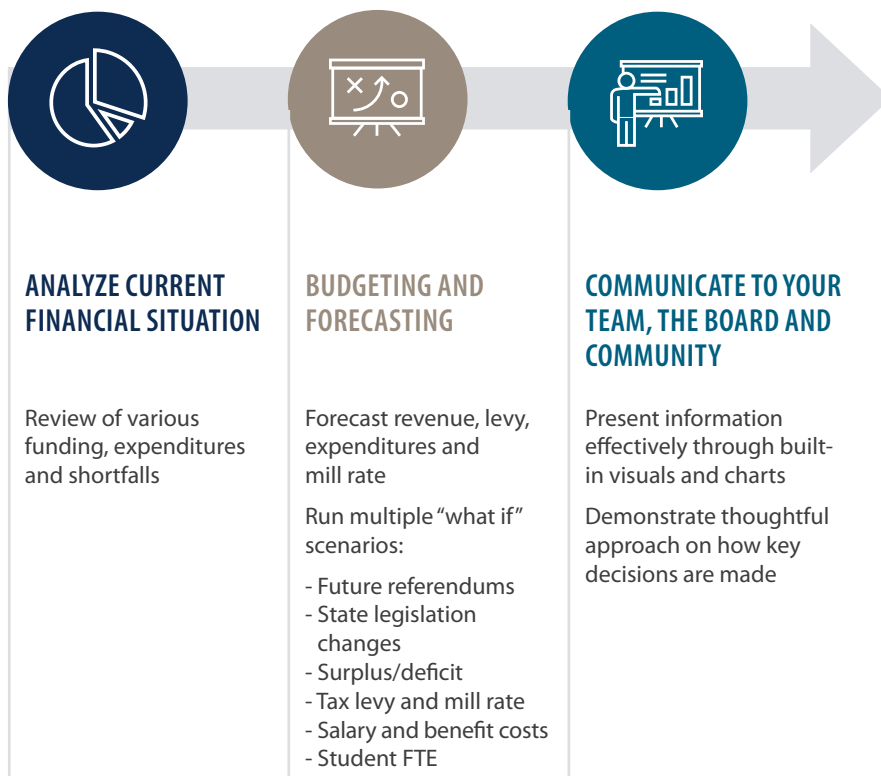 ANALYZE CURRENT
FINANCIAL SITUATION
Review of various
funding, expenditures
and shortfalls
BUDGETING AND
FORECASTING
Forecast revenue, levy,
expenditures and
mill rate
Run multiple “what if”
scenarios:
- Future referendums
- State legislation
changes
- Surplus/deficit
- Tax levy and mill rate
- Salary and benefit costs
- Student FTE
COMMUNICATE TO YOUR
TEAM, THE BOARD AND
COMMUNITY
Present information
effectively through built-
in visuals and charts
Demonstrate thoughtful
approach on how key
decisions are made